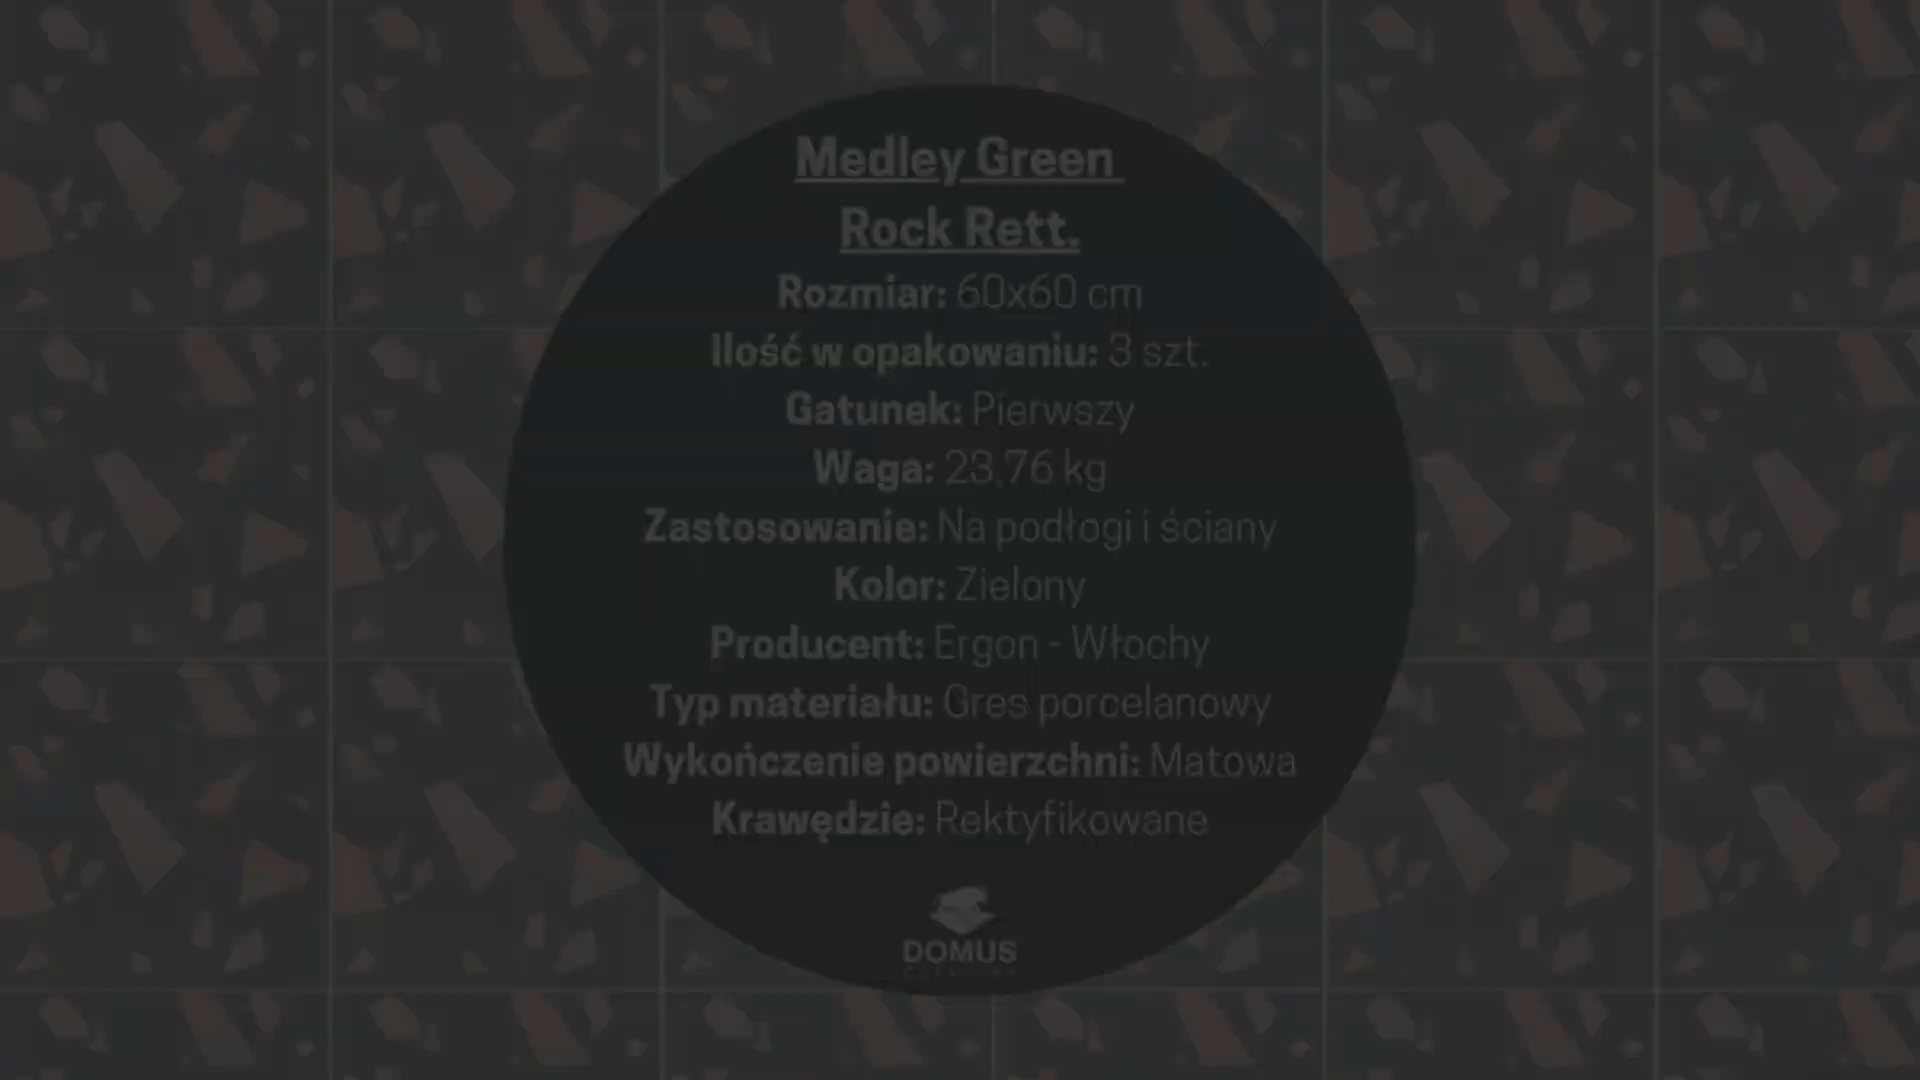 Medley Green
Rock Rett.
Rozmiar: 60x60 cm
Ilość w opakowaniu: 3 szt.
Gatunek: Pierwszy
Waga: 23,76 kg
Zastosowanie: Na podłogi i ściany
Kolor: Zielony
Producent: Ergon - Włochy
Typ materiału: Gres porcelanowy
Wykończenie powierzchni: Matowa
Krawędzie: Rektyfikowane
DOMUS